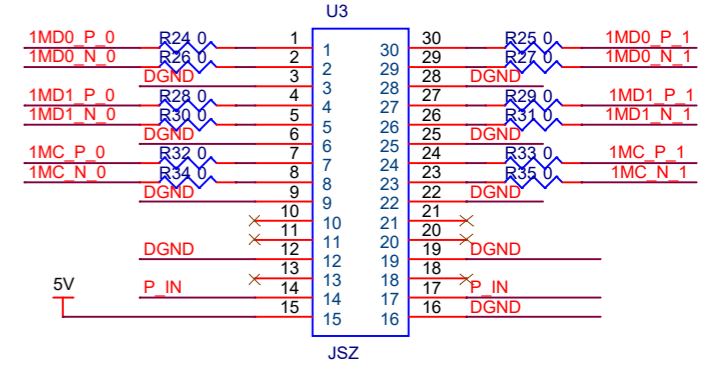 U3
1MD0_P_0 R24 0 1 1 30 30 R25 0 1MD0_P_1
1MD0_N_0 R26 0 2 2 29 29 R27 0 1MD0_N_1
DGND 3 3 28 28 DGND
1MD1_P_0 R28 0 4 4 27 27 R29 0 1MD1_P_1
1MD1_N_0 R30 0 5 5 26 26 R31 0 1MD1_N_1
DGND 6 6 25 25 DGND
1MC_P_0 R32 0 7 7 24 24 R33 0 1MC_P_1
1MC_N_0 R34 0 8 8 23 23 R35 0 1MC_N_1
DGND 9 9 22 22 DGND
10 10 21 21
11 11 20 20
DGND 12 12 19 19 DGND
13 13 18 18
5V P_IN 14 14 17 17 P_IN
15 15 16 16 DGND
JSZ